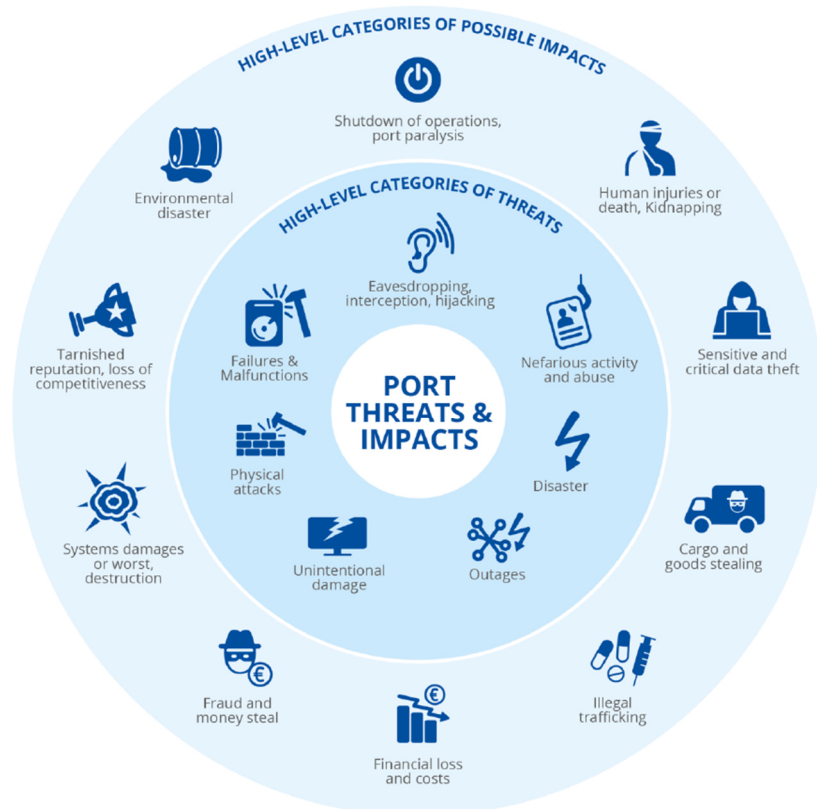 HIGH-LEVEL CATEGORIES OF POSSIBLE IMPACTS
Shutdown of operations,
port paralysis
Human injuries or
death, Kidnapping
Sensitive and
critical data theft
Cargo and
goods stealing
Illegal
trafficking
Financial loss
and costs
Fraud and
money steal
Systems damages
or worst,
destruction
Tarnished
reputation, loss of
competitiveness
Environmental
disaster
HIGH-LEVEL CATEGORIES OF THREATS
Eavesdropping,
interception, hijacking
Nefarious activity
and abuse
Disaster
Outages
Unintentional
damage
Physical
attacks
Failures &
Malfunctions
PORT
THREATS &
IMPACTS
€
€